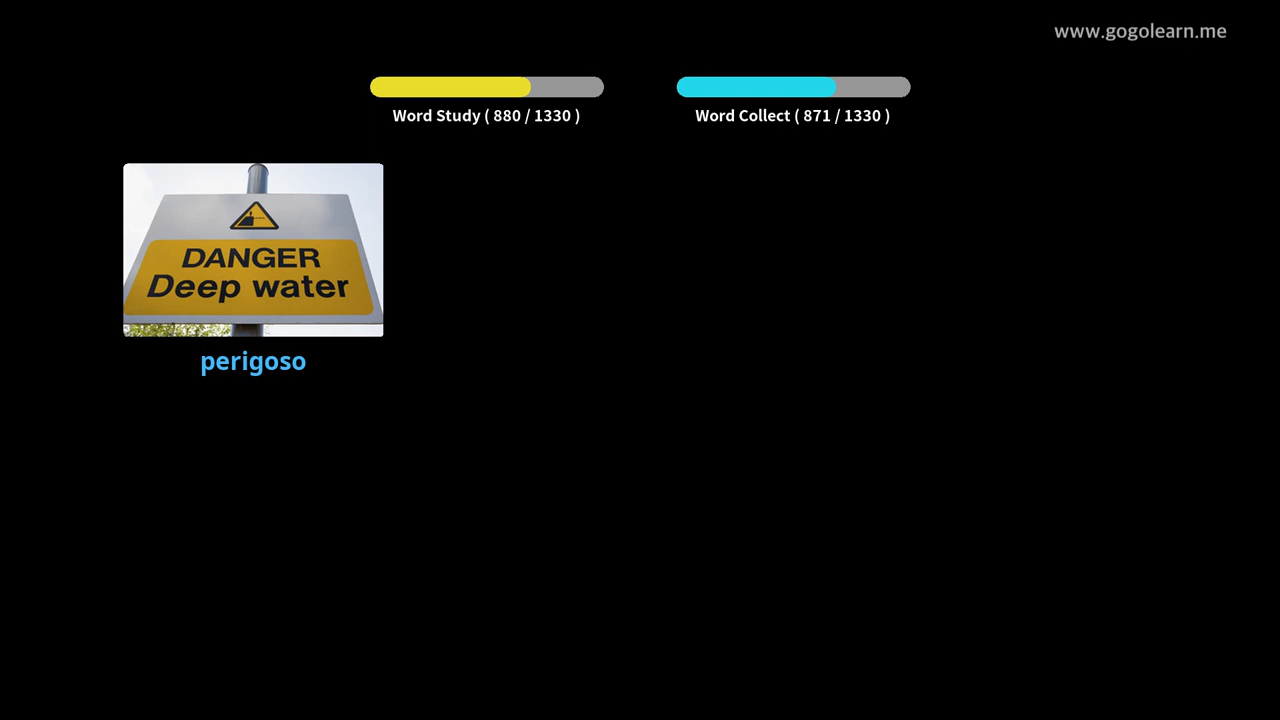 www.gogolearn.me
Word Study ( 880 / 1330 )
Word Collect ( 871 / 1330 )
DANGER
Deep water
perigoso